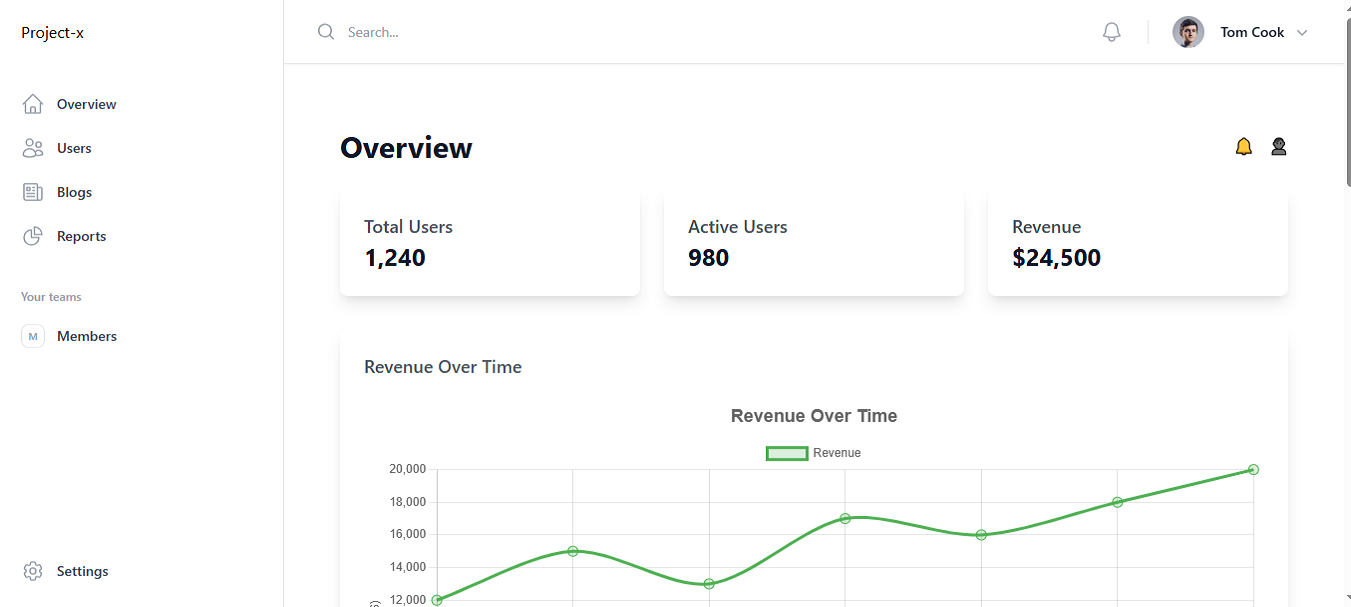 Project-x
Search...
Tom Cook
Overview
Users
Blogs
Reports
Your teams
M Members
Settings
Overview
Total Users
1,240
Active Users
980
Revenue
$24,500
Revenue Over Time
Revenue Over Time
Revenue
20,000
18,000
16,000
14,000
12,000